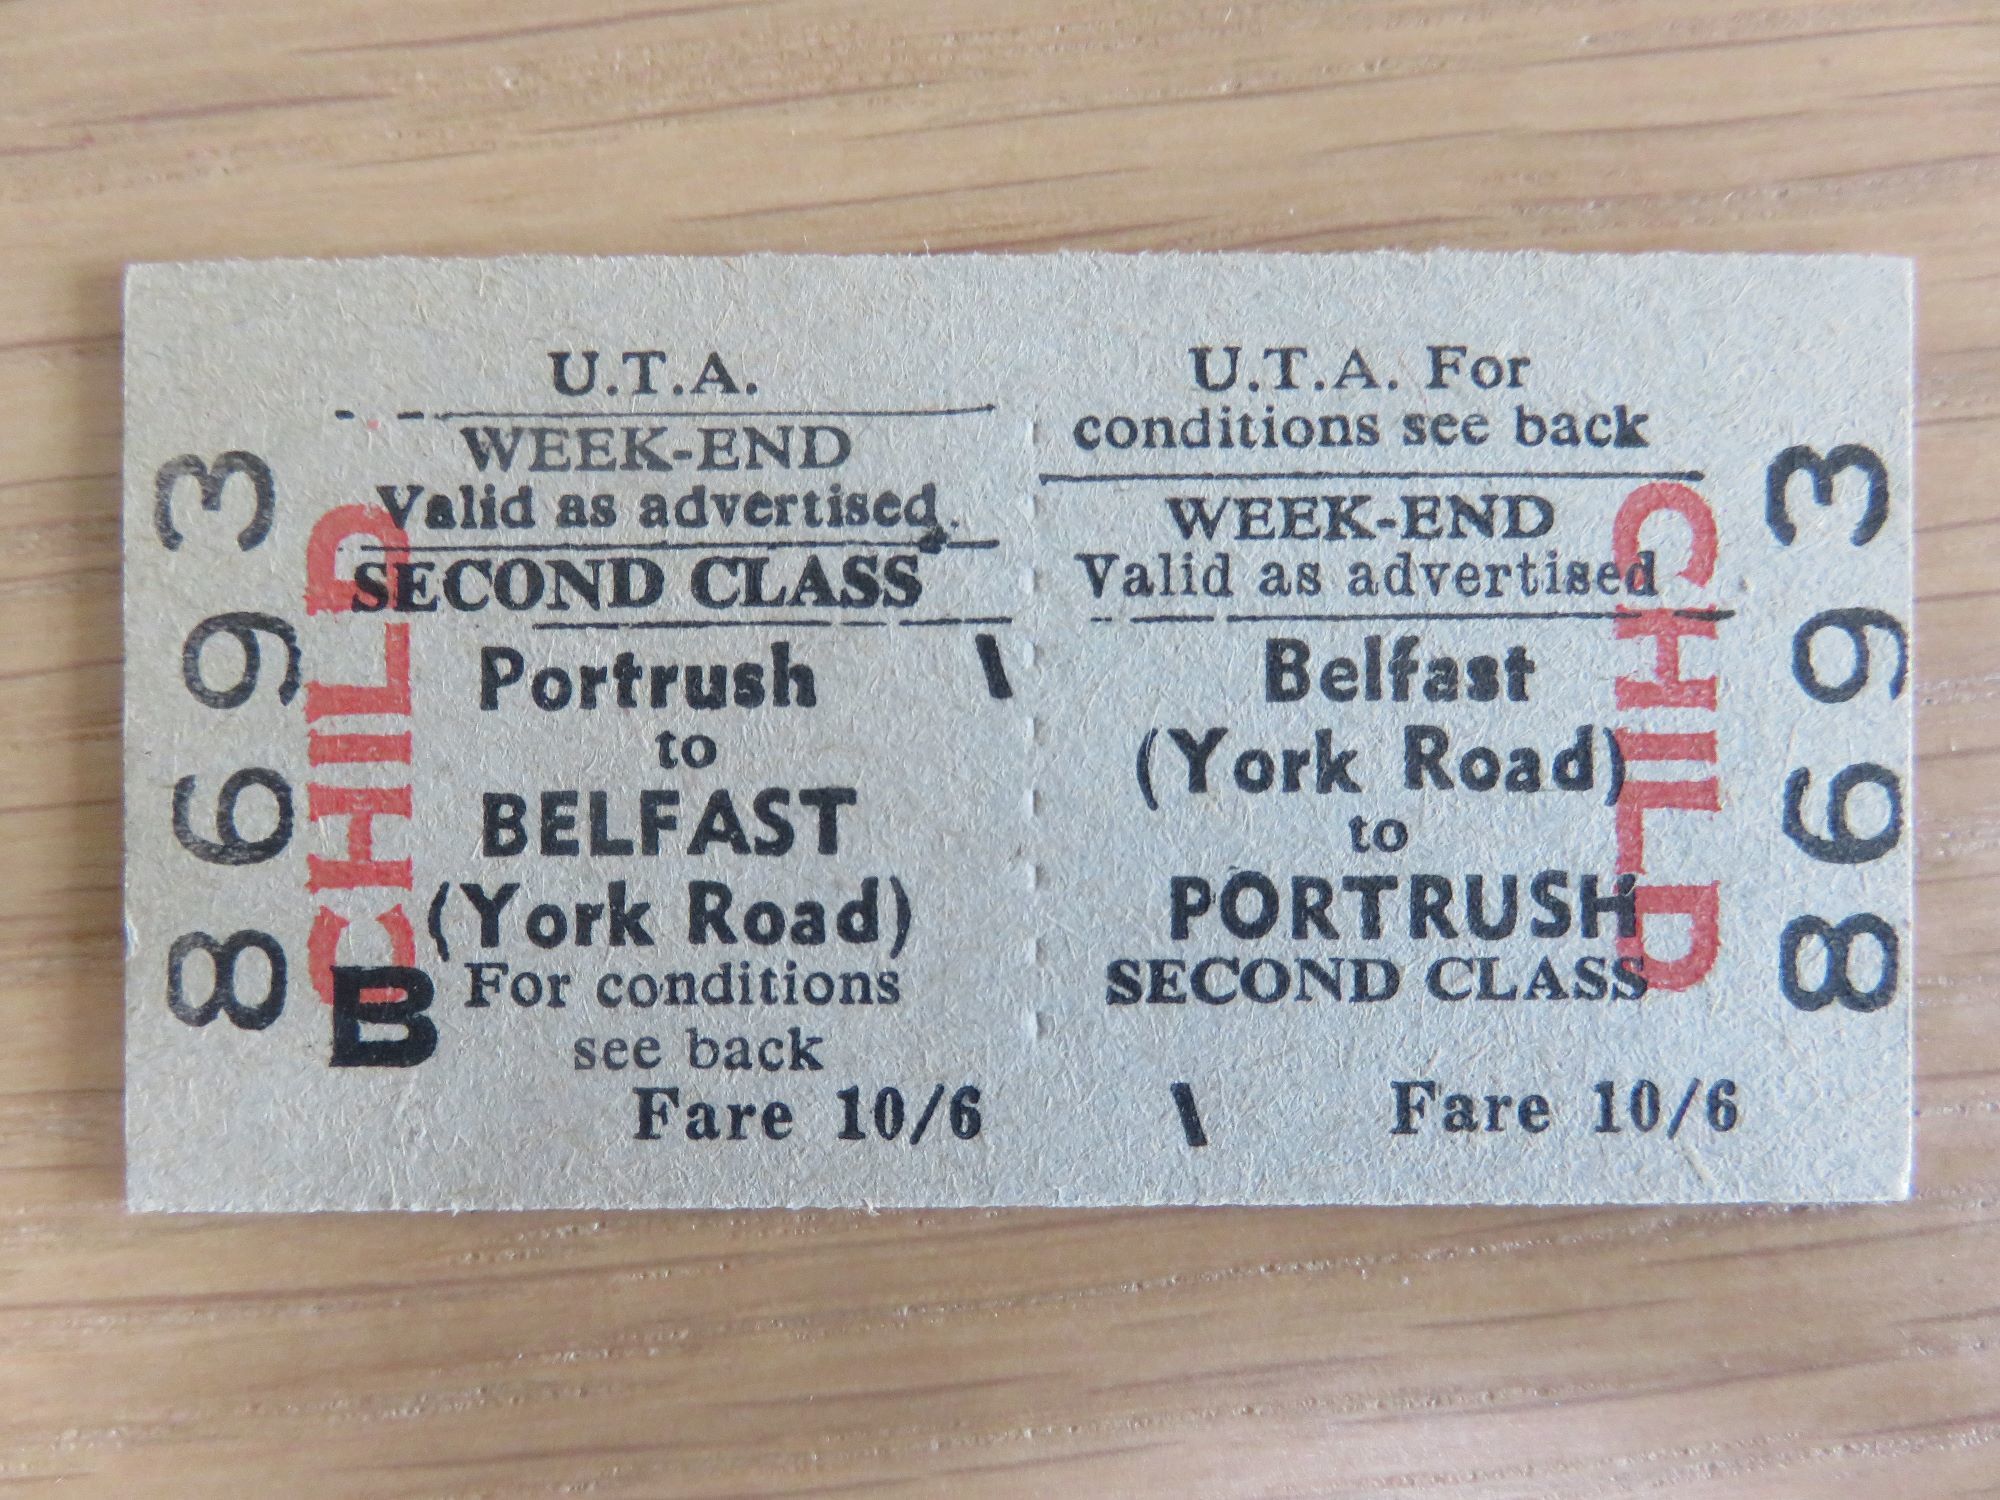 U.T.A.
WEEK-END
Valid as advertised.
SECOND CLASS
Portrush
to
BELFAST
(York Road)
For conditions
see back
Fare 10/6
B
CHILD
8693
U.T.A. For
conditions see back
WEEK-END
Valid as advertised
Belfast
(York Road)
to
PORTRUSH
SECOND CLASS
Fare 10/6
CHILD
8693